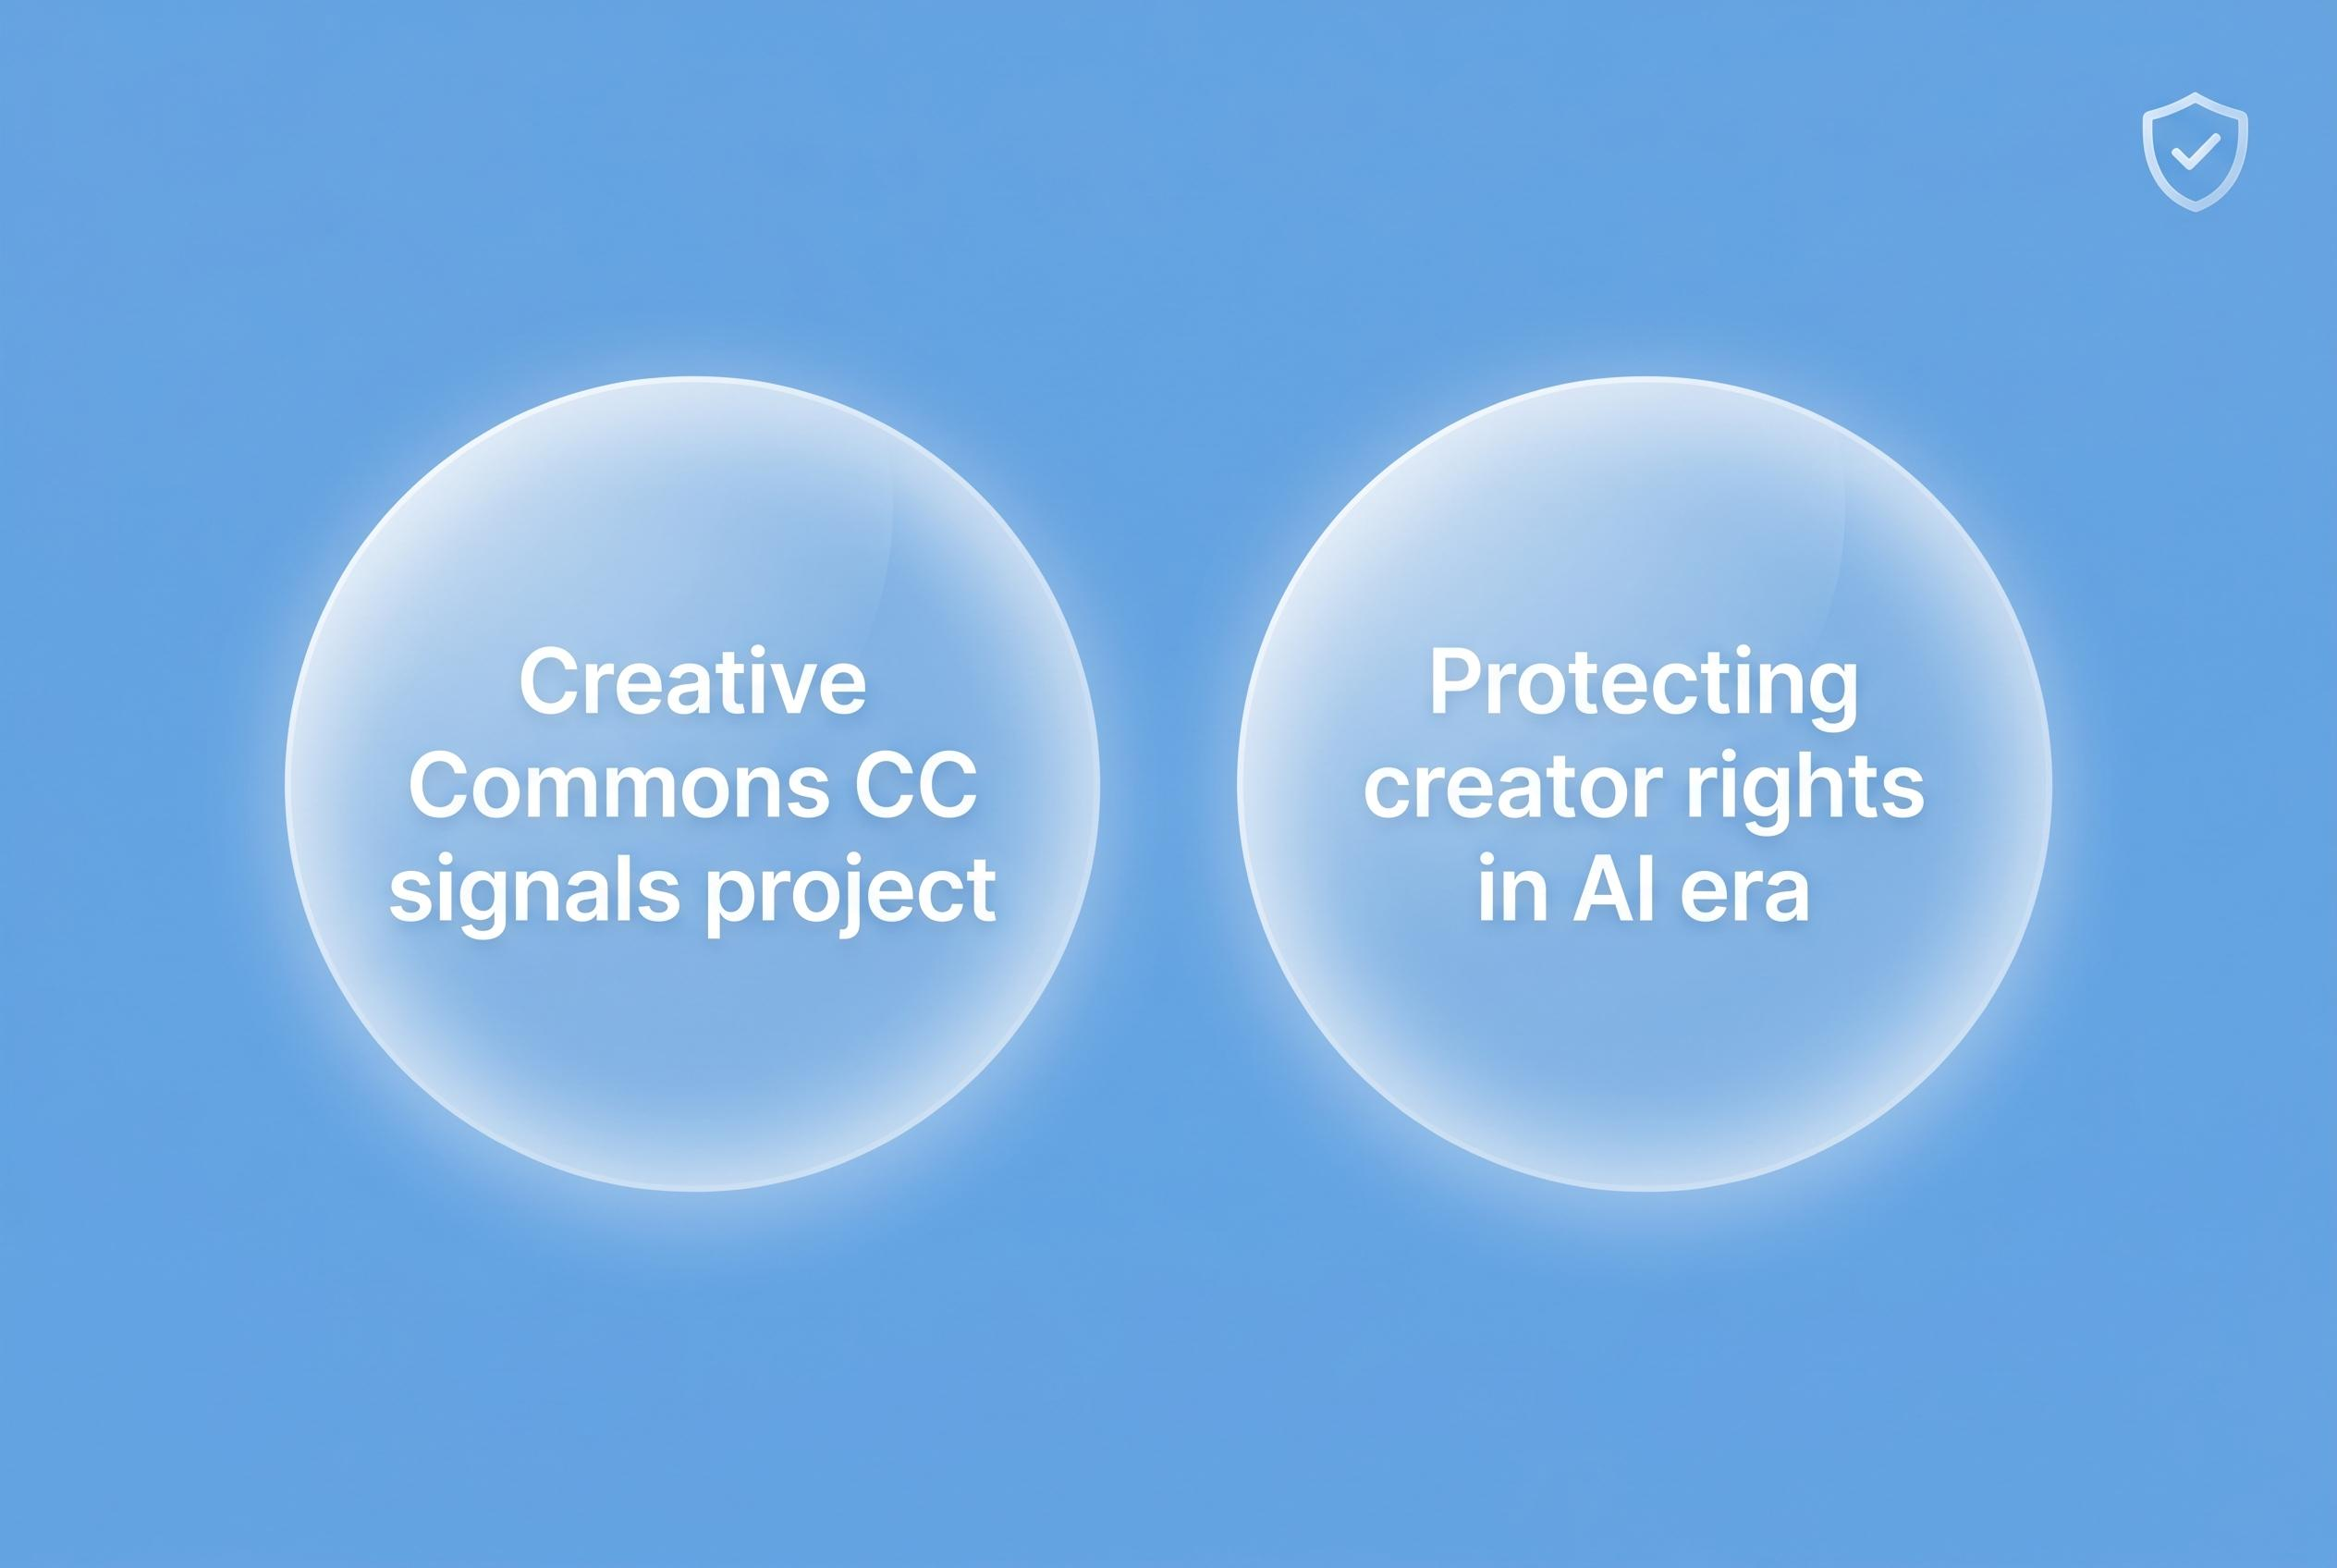 Creative
Commons CC
signals project
Protecting
creator rights
in AI era